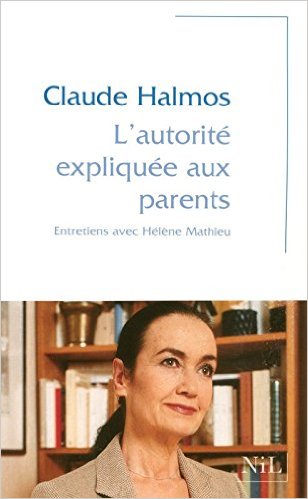 Claude Halmos
L'autorité
expliquée aux
parents
Entretiens avec Hélène Mathieu
NiL